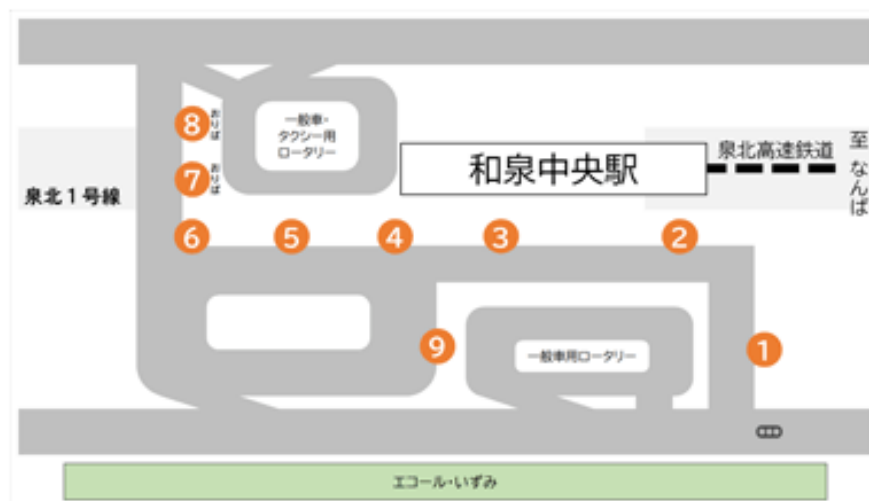 8
おりば
一般車・
タクシー用
ロータリー
7
おりば
和泉中央駅
泉北高速鉄道
至 なんば
泉北1号線
6
5
4
3
2
9
一般車用ロータリー
1
エコール・いずみ